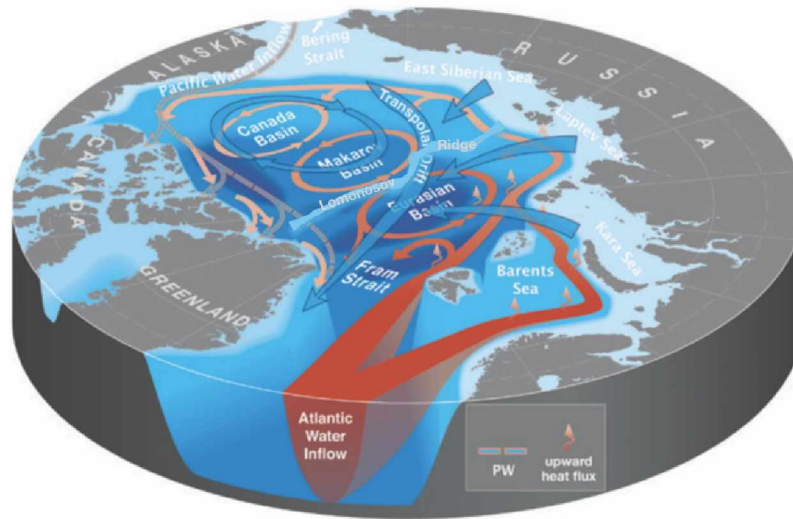 ALASKA
Bering
Strait
RUSSIA
Pacific Water Inflow
East Siberian Sea
Laptev Sea
Transpolar Drift
Canada
Basin
Makarov
Basin
Ridge
Lomonosov
CANADA
Eurasian
Basin
Kara Sea
Fram
Strait
Barents
Sea
GREENLAND
Atlantic
Water
Inflow
PW
upward
heat flux